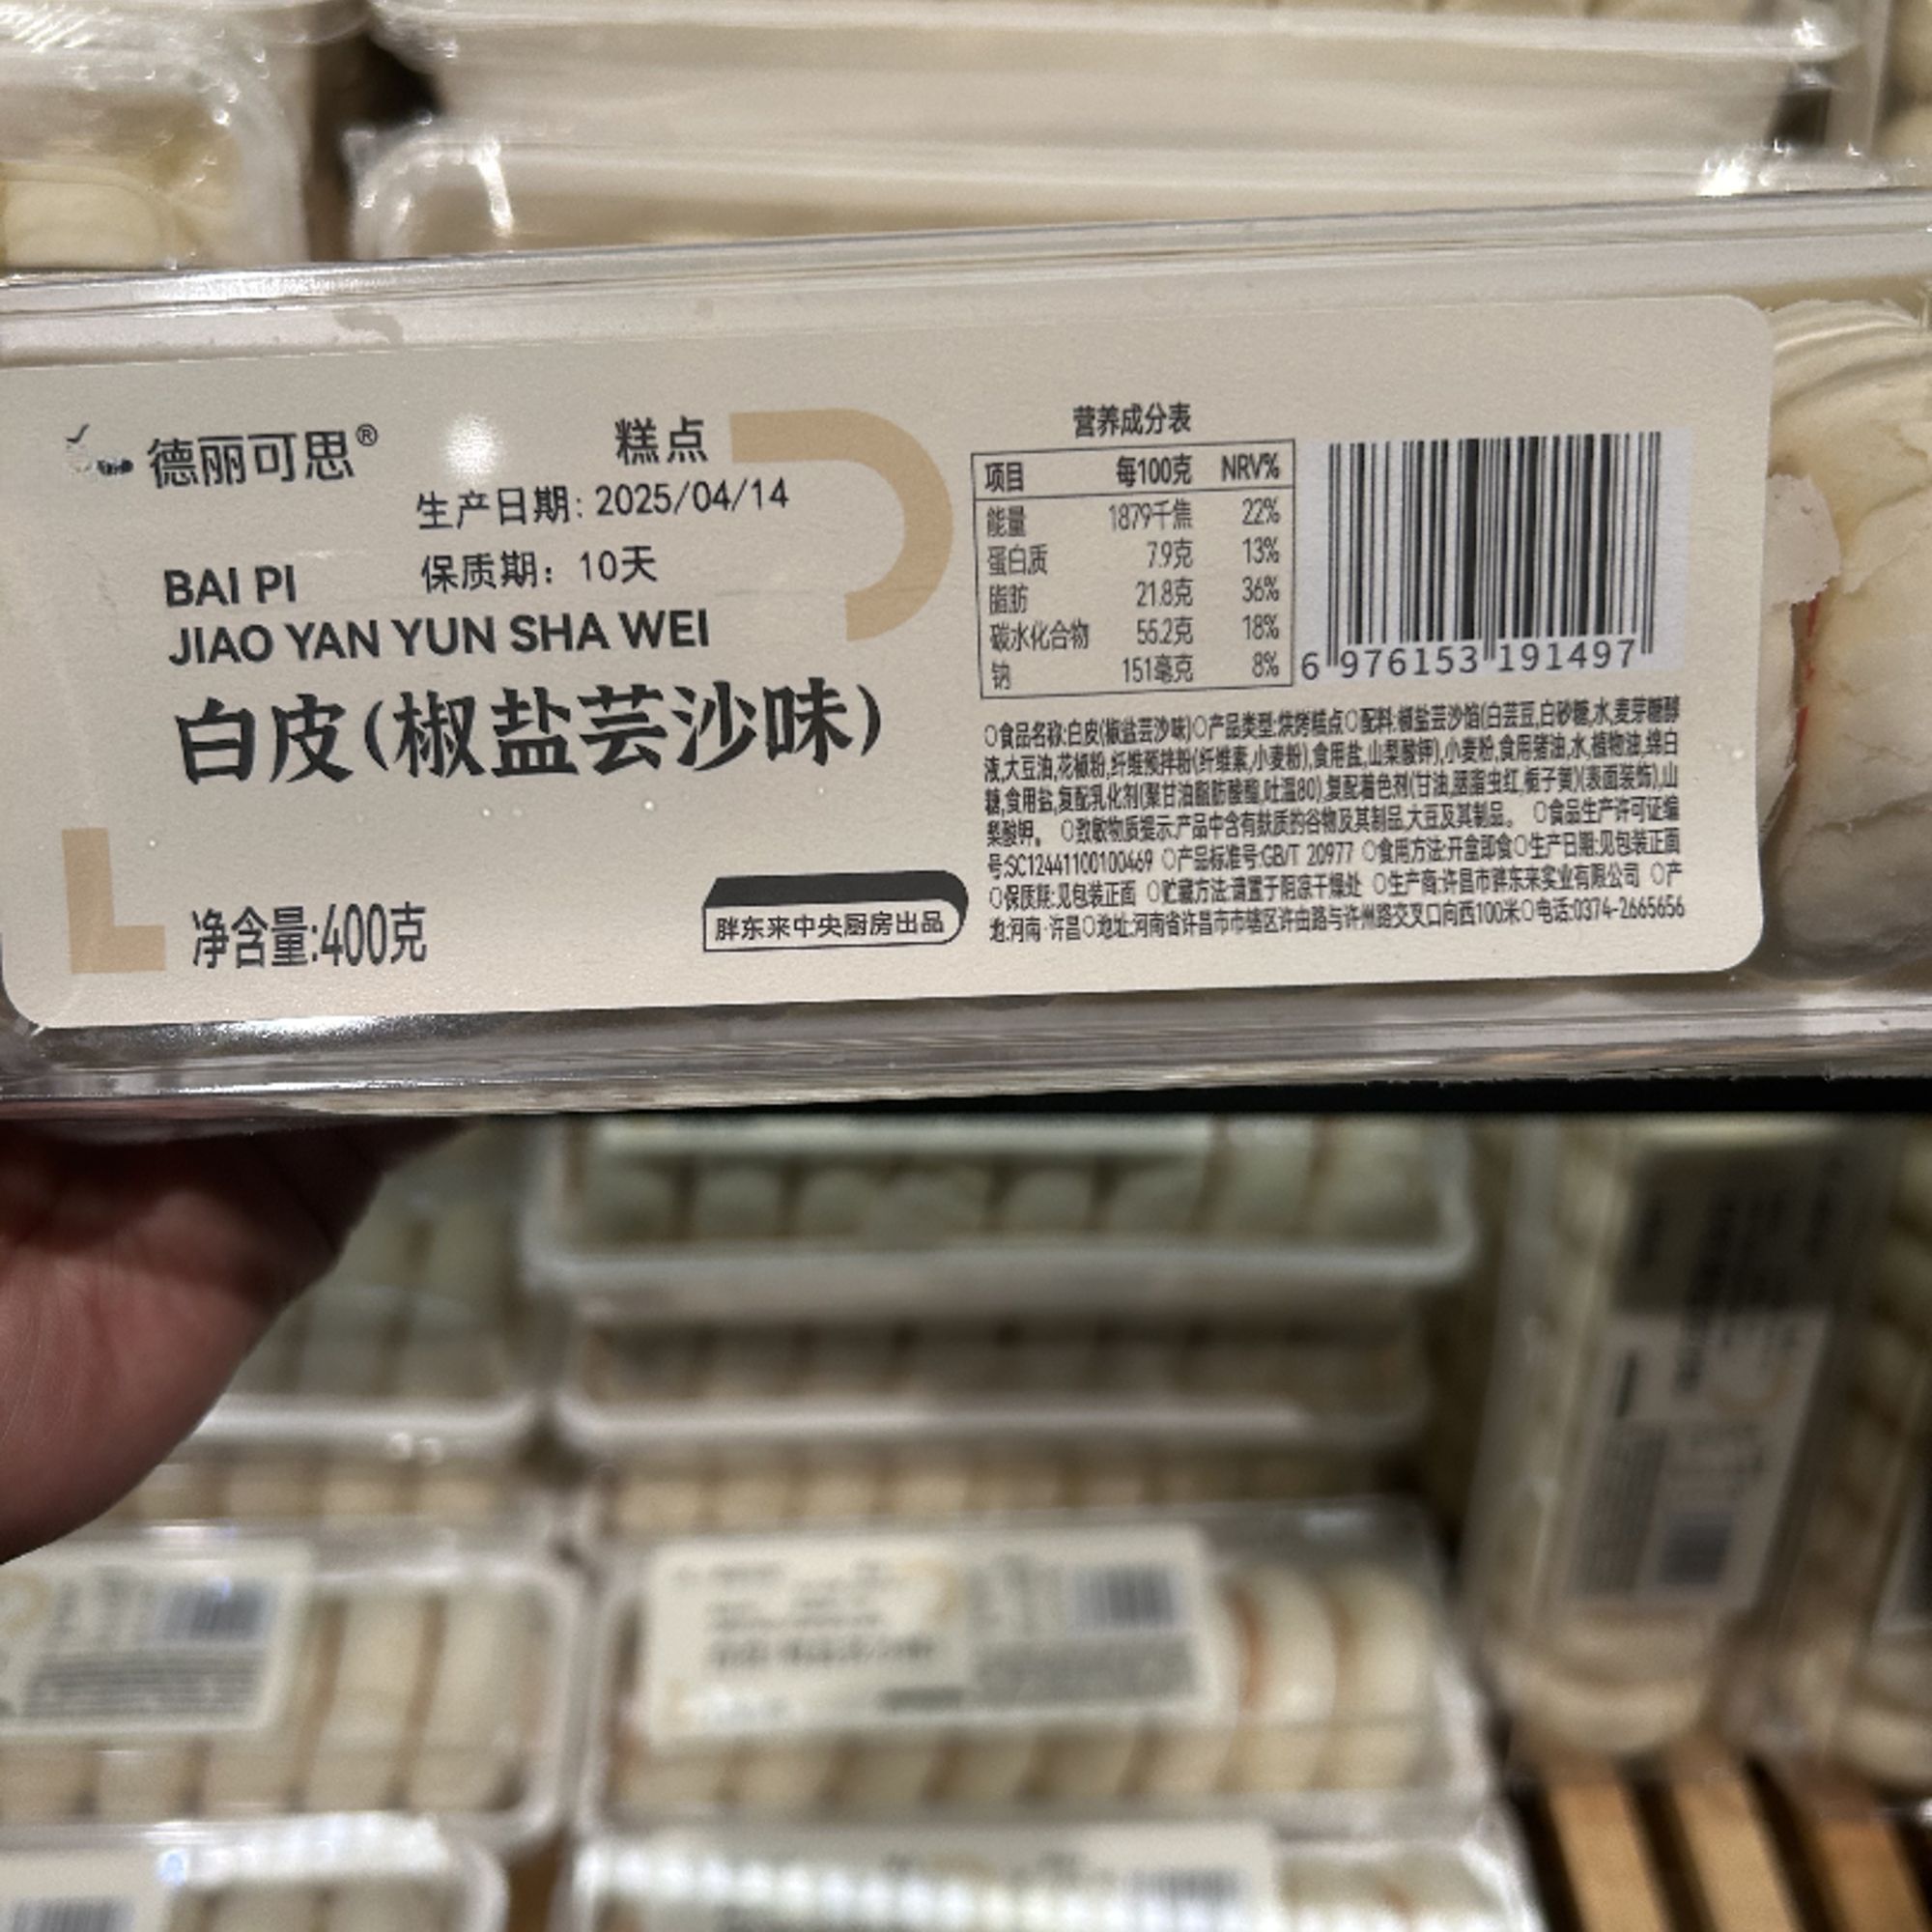 德丽可思®
糕点
生产日期: 2025/04/14
保质期: 10天
BAI PI
JIAO YAN YUN SHA WEI
白皮(椒盐芸沙味)
净含量:400克
胖东来中央厨房出品
营养成分表
项目 每100克 NRV%
能量 1879千焦 22%
蛋白质 7.9克 13%
脂肪 21.8克 36%
碳水化合物 55.2克 18%
钠 151毫克 8%
6 976153 191497
○食品名称:白皮(椒盐芸沙味)○产品类型:烘烤糕点○配料:椒盐芸沙馅(白芸豆,白砂糖,水,麦芽糖醇
液,大豆油,花椒粉,纤维预拌粉(纤维素,小麦粉),食用盐,山梨酸钾),小麦粉,食用猪油,水,植物油,绵白
糖,食用盐,复配乳化剂(聚甘油脂肪酸酯,吐温80),复配着色剂(甘油,胭脂虫红,栀子黄)(表面装饰),山
梨酸钾。 ○致敏物质提示:产品中含有麸质的谷物及其制品,大豆及其制品。 ○食品生产许可证编
号:SC12441100100469 ○产品标准号:GB/T 20977 ○食用方法:开盒即食○生产日期:见包装正面
○保质期:见包装正面 ○贮藏方法:请置于阴凉干燥处 ○生产商:许昌市胖东来实业有限公司 ○产
地:河南·许昌○地址:河南省许昌市市辖区许由路与许州路交叉口向西100米○电话:0374-2665656